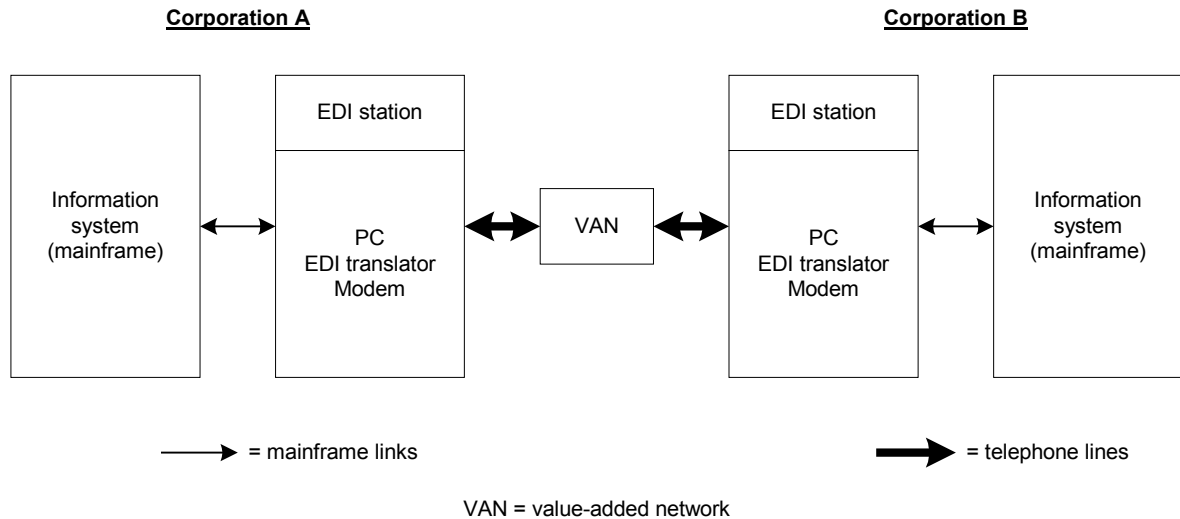 Corporation A
Corporation B
Information
system
(mainframe)
EDI station
PC
EDI translator
Modem
VAN
EDI station
PC
EDI translator
Modem
Information
system
(mainframe)
= mainframe links
= telephone lines
VAN = value-added network